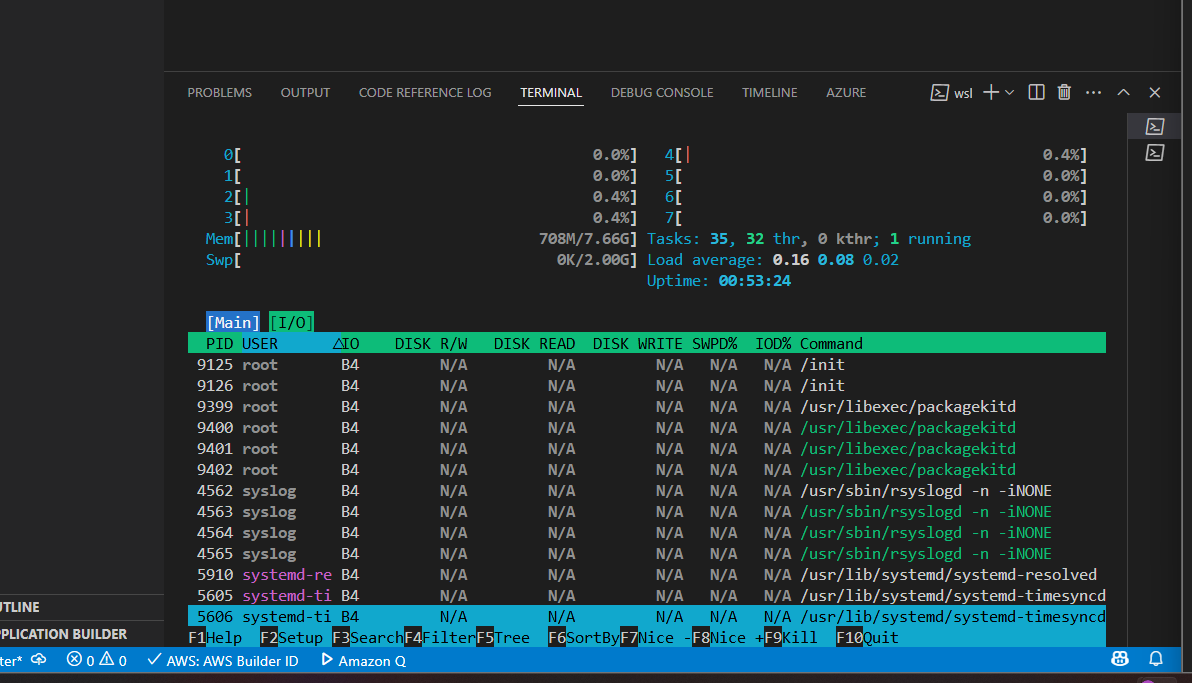 PROBLEMS OUTPUT CODE REFERENCE LOG TERMINAL DEBUG CONSOLE TIMELINE AZURE wsl
0[ 0.0%] 4[| 0.4%]
1[ 0.0%] 5[ 0.0%]
2[| 0.4%] 6[ 0.0%]
3[| 0.4%] 7[ 0.0%]
Mem[||||||||| 708M/7.66G] Tasks: 35, 32 thr, 0 kthr; 1 running
Swp[ 0K/2.00G] Load average: 0.16 0.08 0.02
Uptime: 00:53:24
[Main] [I/O]
PID USER △IO DISK R/W DISK READ DISK WRITE SWPD% IOD% Command
9125 root B4 N/A N/A N/A N/A N/A /init
9126 root B4 N/A N/A N/A N/A N/A /init
9399 root B4 N/A N/A N/A N/A N/A /usr/libexec/packagekitd
9400 root B4 N/A N/A N/A N/A N/A /usr/libexec/packagekitd
9401 root B4 N/A N/A N/A N/A N/A /usr/libexec/packagekitd
9402 root B4 N/A N/A N/A N/A N/A /usr/libexec/packagekitd
4562 syslog B4 N/A N/A N/A N/A N/A /usr/sbin/rsyslogd -n -iNONE
4563 syslog B4 N/A N/A N/A N/A N/A /usr/sbin/rsyslogd -n -iNONE
4564 syslog B4 N/A N/A N/A N/A N/A /usr/sbin/rsyslogd -n -iNONE
4565 syslog B4 N/A N/A N/A N/A N/A /usr/sbin/rsyslogd -n -iNONE
5910 systemd-re B4 N/A N/A N/A N/A N/A /usr/lib/systemd/systemd-resolved
5605 systemd-ti B4 N/A N/A N/A N/A N/A /usr/lib/systemd/systemd-timesyncd
5606 systemd-ti B4 N/A N/A N/A N/A N/A /usr/lib/systemd/systemd-timesyncd
F1Help F2Setup F3SearchF4FilterF5Tree F6SortByF7Nice -F8Nice +F9Kill F10Quit
UTLINE
PPLICATION BUILDER
ter* 0 0 AWS: AWS Builder ID Amazon Q